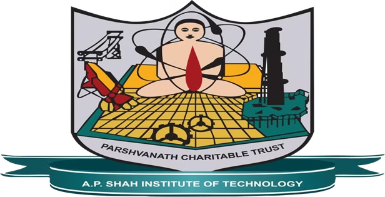 PARSHVANATH CHARITABLE TRUST
A.P. SHAH INSTITUTE OF TECHNOLOGY